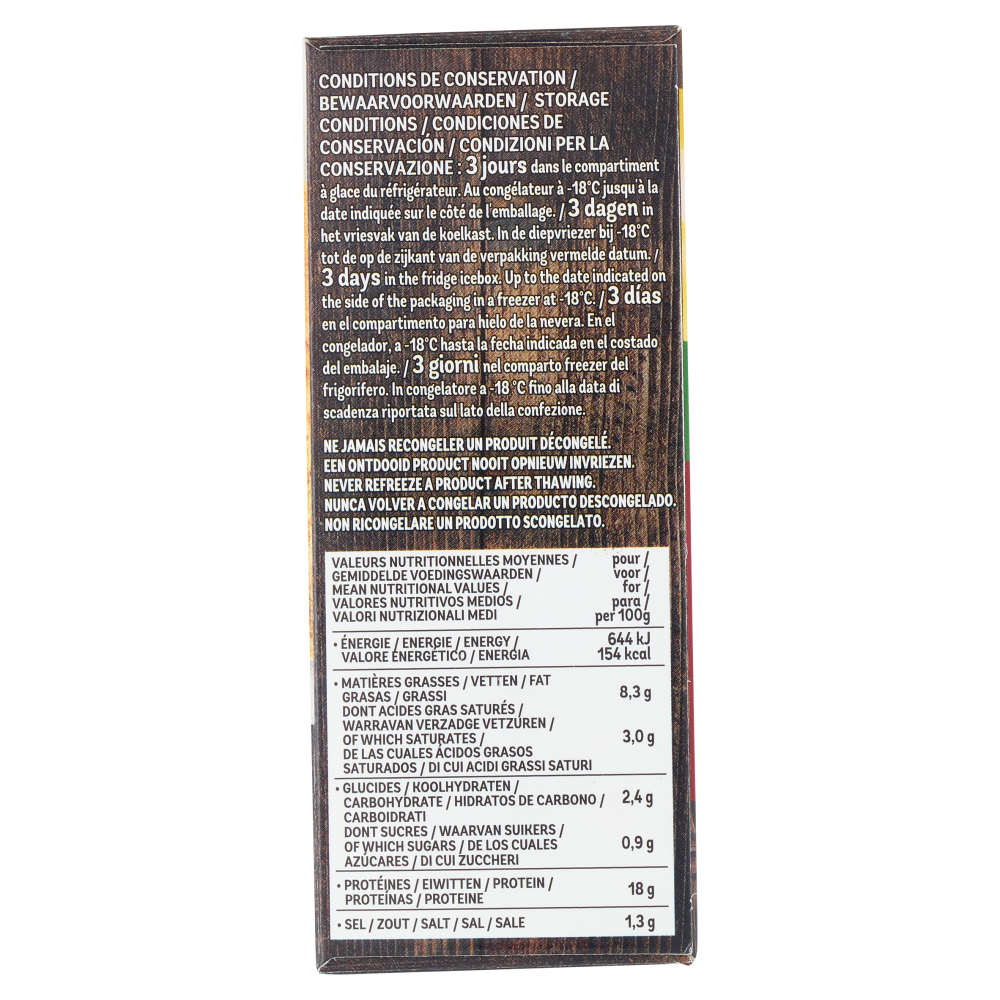 CONDITIONS DE CONSERVATION /
BEWAARVOORWAARDEN / STORAGE
CONDITIONS / CONDICIONES DE
CONSERVACIÓN / CONDIZIONI PER LA
CONSERVAZIONE : 3 jours dans le compartiment
à glace du réfrigérateur. Au congélateur à -18°C jusqu'à la
date indiquée sur le côté de l'emballage. / 3 dagen in
het vriesvak van de koelkast. In de diepvriezer bij -18°C
tot de op de zijkant van de verpakking vermelde datum. /
3 days in the fridge icebox. Up to the date indicated on
the side of the packaging in a freezer at -18°C. / 3 días
en el compartimento para hielo de la nevera. En el
congelador, a -18°C hasta la fecha indicada en el costado
del embalaje. / 3 giorni nel comparto freezer del
frigorifero. In congelatore a -18 °C fino alla data di
scadenza riportata sul lato della confezione.
NE JAMAIS RECONGELER UN PRODUIT DÉCONGELÉ.
EEN ONTDOOID PRODUCT NOOIT OPNIEUW INVRIEZEN.
NEVER REFREEZE A PRODUCT AFTER THAWING.
NUNCA VOLVER A CONGELAR UN PRODUCTO DESCONGELADO.
NON RICONGELARE UN PRODOTTO SCONGELATO.
VALEURS NUTRITIONNELLES MOYENNES / pour /
GEMIDDELDE VOEDINGSWAARDEN / voor /
MEAN NUTRITIONAL VALUES / for /
VALORES NUTRITIVOS MEDIOS / para /
VALORI NUTRIZIONALI MEDI per 100g
• ÉNERGIE / ENERGIE / ENERGY / 644 kJ
VALORE ENERGÉTICO / ENERGIA 154 kcal
• MATIÈRES GRASSES / VETTEN / FAT
GRASAS / GRASSI 8,3 g
DONT ACIDES GRAS SATURÉS /
WARRAVAN VERZADGE VETZUREN /
OF WHICH SATURATES / 3,0 g
DE LAS CUALES ÁCIDOS GRASOS
SATURADOS / DI CUI ACIDI GRASSI SATURI
• GLUCIDES / KOOLHYDRATEN /
CARBOHYDRATE / HIDRATOS DE CARBONO / 2,4 g
CARBOIDRATI
DONT SUCRES / WAARVAN SUIKERS /
OF WHICH SUGARS / DE LOS CUALES 0,9 g
AZÚCARES / DI CUI ZUCCHERI
• PROTÉINES / EIWITTEN / PROTEIN / 18 g
PROTEÍNAS / PROTEINE
• SEL / ZOUT / SALT / SAL / SALE 1,3 g